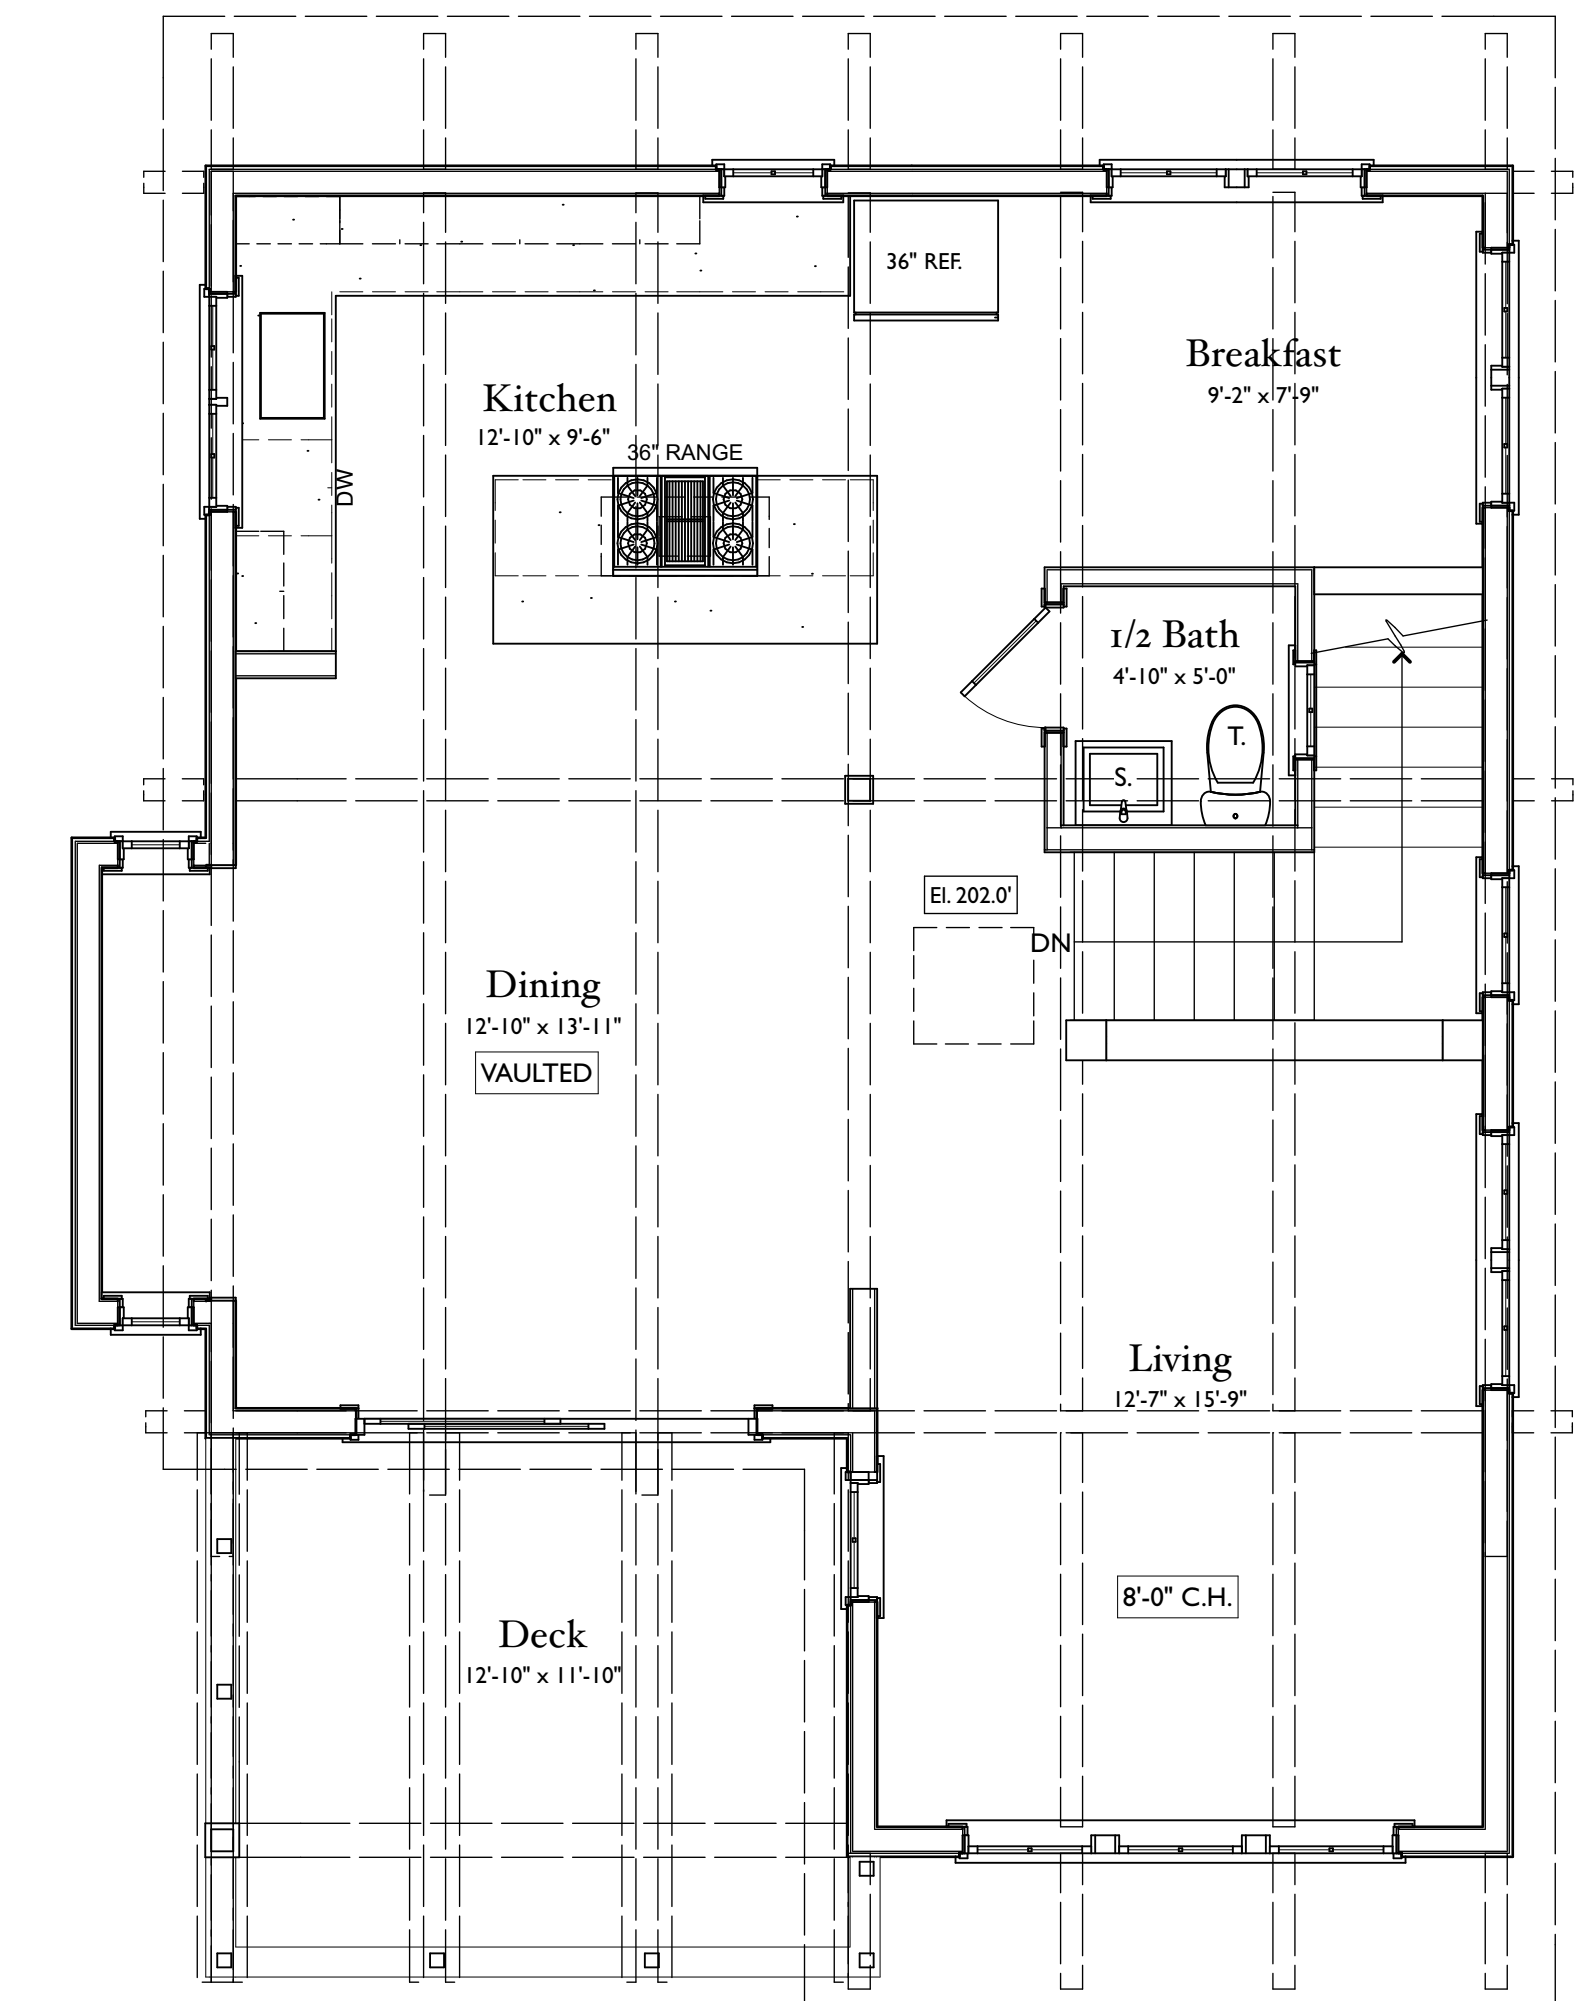 36" REF.
Breakfast
9'-2" x 7'-9"
Kitchen
12'-10" x 9'-6"
36" RANGE
DW
1/2 Bath
4'-10" x 5'-0"
T.
S.
El. 202.0'
DN
Dining
12'-10" x 13'-11"
VAULTED
Living
12'-7" x 15'-9"
8'-0" C.H.
Deck
12'-10" x 11'-10"